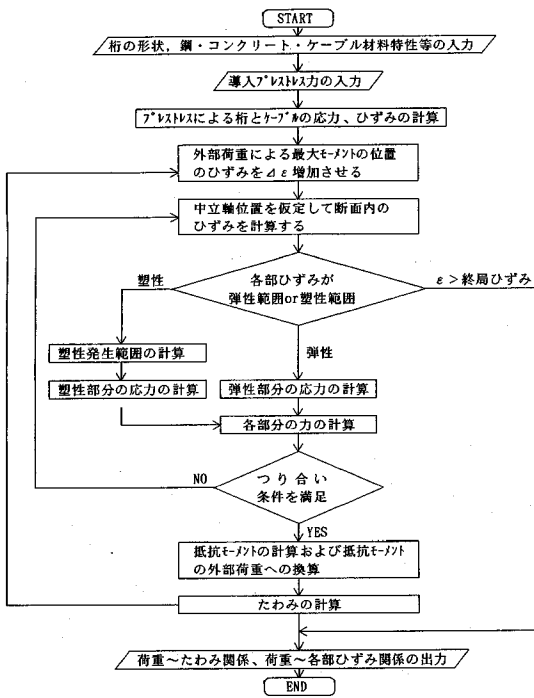 START
桁の形状，鋼・コンクリート・ケーブル材料特性等の入力
導入ﾌﾟﾚｽﾄﾚｽ力の入力
ﾌﾟﾚｽﾄﾚｽによる桁とｹｰﾌﾞﾙの応力、ひずみの計算
外部荷重による最大ﾓｰﾒﾝﾄの位置
のひずみをΔε増加させる
中立軸位置を仮定して断面内の
ひずみを計算する
各部ひずみが
弾性範囲or塑性範囲
塑性
ε＞終局ひずみ
塑性発生範囲の計算
弾性
塑性部分の応力の計算
弾性部分の応力の計算
各部分の力の計算
つり合い
条件を満足
NO
YES
抵抗ﾓｰﾒﾝﾄの計算および抵抗ﾓｰﾒﾝﾄ
の外部荷重への換算
たわみの計算
荷重～たわみ関係、荷重～各部ひずみ関係の出力
END